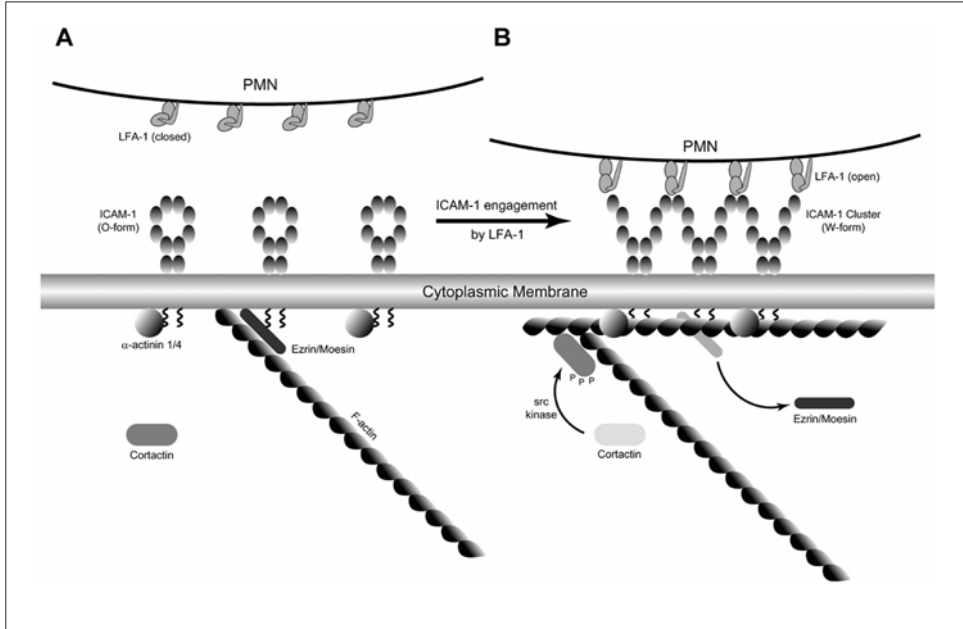 A
PMN
LFA-1 (closed)
ICAM-1
(O-form)
ICAM-1 engagement
by LFA-1
B
PMN
LFA-1 (open)
ICAM-1 Cluster
(W-form)
Cytoplasmic Membrane
α-actinin 1/4
Ezrin/Moesin
F-actin
Cortactin
P P P
src
kinase
Cortactin
Ezrin/Moesin